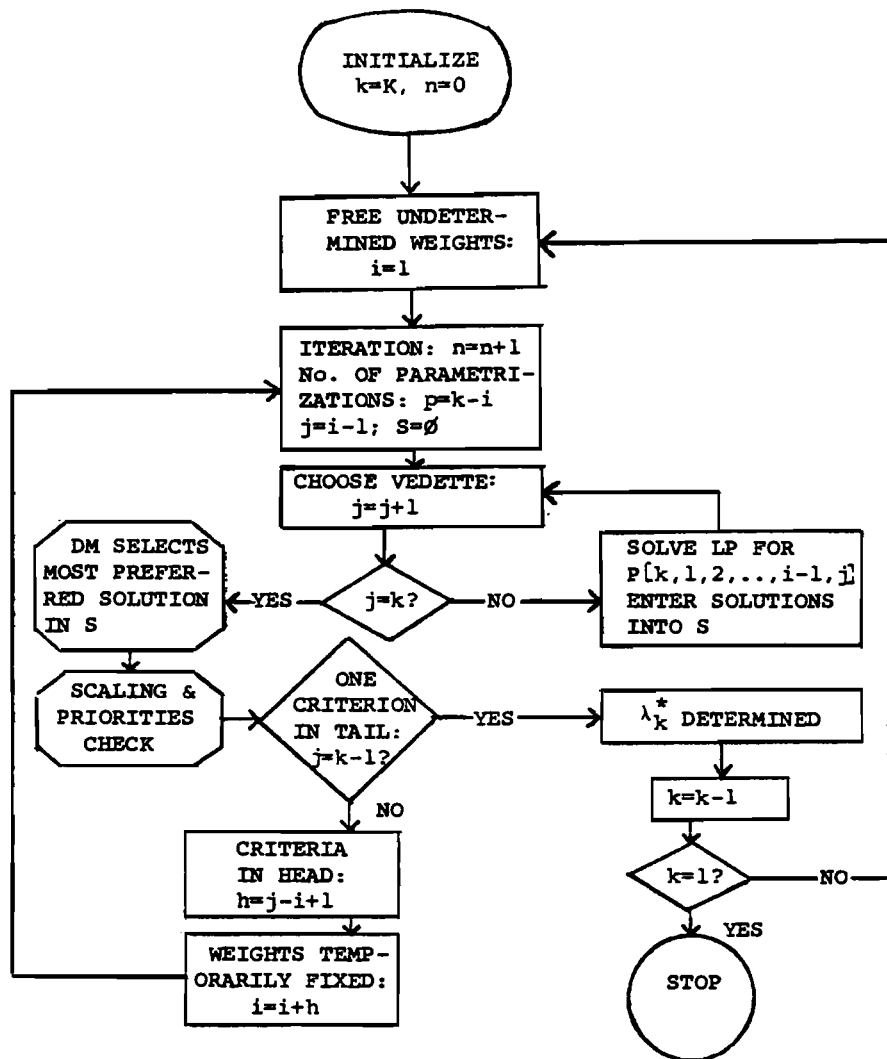 INITIALIZE
k=K, n=0
FREE UNDETER-
MINED WEIGHTS:
i=1
ITERATION: n=n+1
No. OF PARAMETRI-
ZATIONS: p=k-i
j=i-1; S=Ø
CHOOSE VEDETTE:
j=j+1
DM SELECTS
MOST PREFER-
RED SOLUTION
IN S
YES
j=k?
NO
SOLVE LP FOR
P[k,1,2,..,i-1,j]
ENTER SOLUTIONS
INTO S
SCALING &
PRIORITIES
CHECK
ONE
CRITERION
IN TAIL:
j=k-1?
YES
λ*k DETERMINED
NO
k=k-1
CRITERIA
IN HEAD:
h=j-i+1
k=1?
NO
YES
WEIGHTS TEMP-
ORARILY FIXED:
i=i+h
STOP